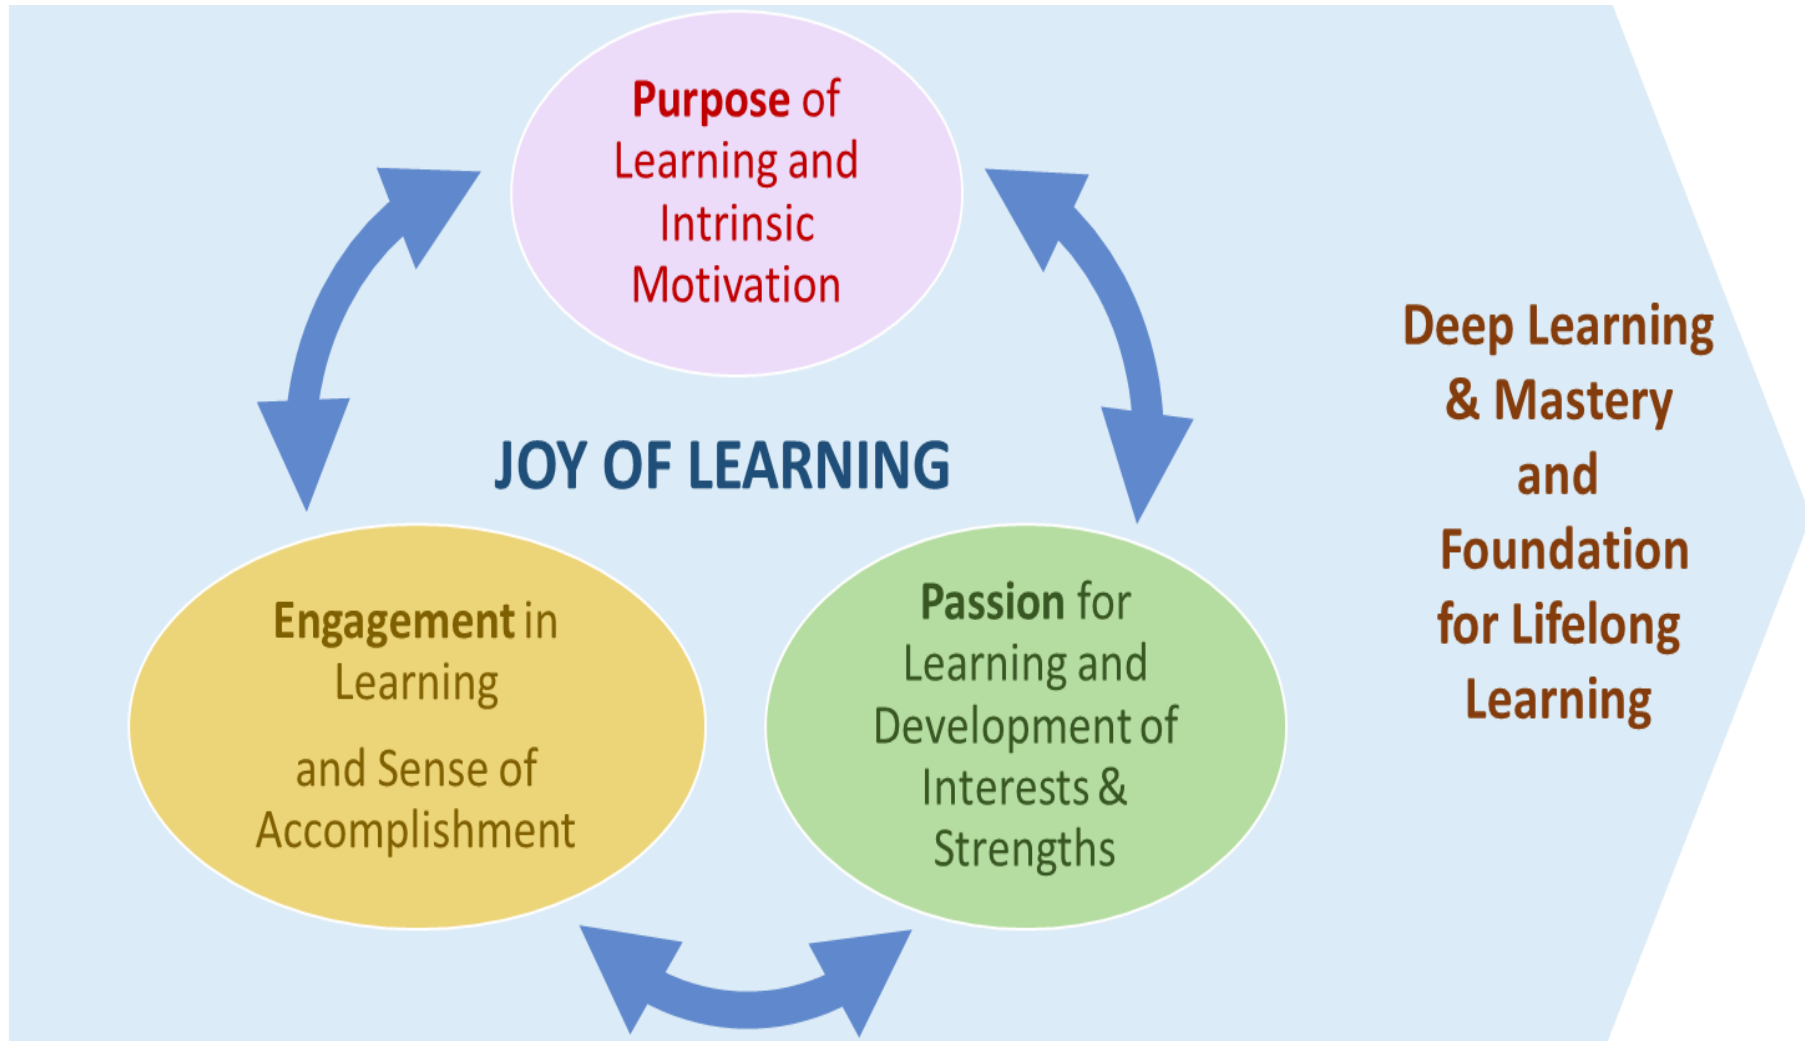 Purpose of
Learning and
Intrinsic
Motivation
JOY OF LEARNING
Engagement in
Learning
and Sense of
Accomplishment
Passion for
Learning and
Development of
Interests &
Strengths
Deep Learning
& Mastery
and
Foundation
for Lifelong
Learning